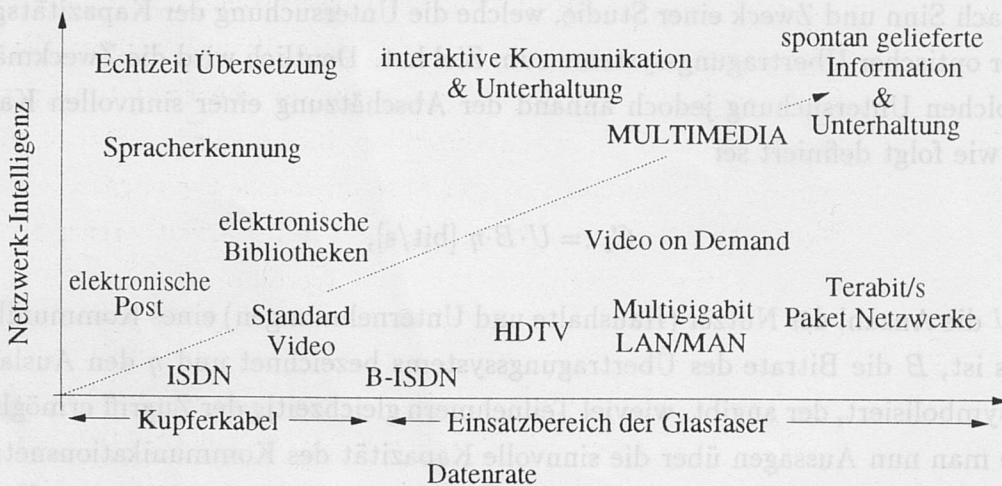 Netzwerk-Intelligenz
Echtzeit Übersetzung
interaktive Kommunikation
& Unterhaltung
spontan gelieferte
Information
&
Unterhaltung
MULTIMEDIA
Spracherkennung
elektronische
Bibliotheken
Video on Demand
elektronische
Post
Standard
Video
HDTV
Multigigabit
LAN/MAN
Terabit/s
Paket Netzwerke
ISDN
B-ISDN
Kupferkabel
Einsatzbereich der Glasfaser
Datenrate